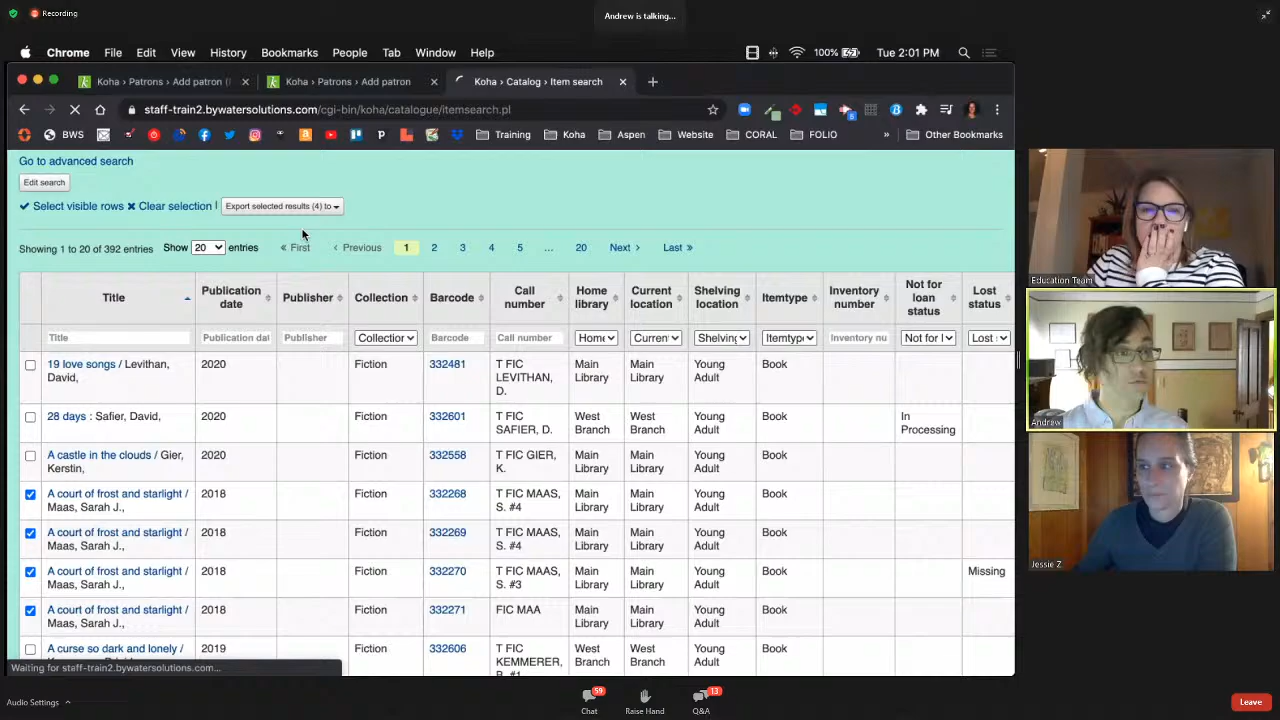 Recording
Andrew is talking...
Chrome File Edit View History Bookmarks People Tab Window Help 100% Tue 2:01 PM
Koha › Patrons › Add patron ( Koha › Patrons › Add patron Koha › Catalog › Item search
staff-train2.bywatersolutions.com/cgi-bin/koha/catalogue/itemsearch.pl
BWS Training Koha Aspen Website CORAL FOLIO » Other Bookmarks
Go to advanced search
Edit search
Select visible rows Clear selection | Export selected results (4) to
Showing 1 to 20 of 392 entries Show 20 entries « First ‹ Previous 1 2 3 4 5 ... 20 Next › Last »
Title Publication date Publisher Collection Barcode Call number Home library Current location Shelving location Itemtype Inventory number Not for loan status Lost status
Title Publication dat Publisher Collection Barcode Call number Home Current Shelving Itemtype Inventory nu Not for l Lost
19 love songs / Levithan, 2020 Fiction 332481 T FIC Main Main Young Book
David, LEVITHAN, Library Library Adult
D.
28 days : Safier, David, 2020 Fiction 332601 T FIC West West Young Book In
SAFIER, D. Branch Branch Adult Processing
A castle in the clouds / Gier, 2020 Fiction 332558 T FIC GIER, Main Main Young Book
Kerstin, K. Library Library Adult
A court of frost and starlight / 2018 Fiction 332268 T FIC MAAS, Main Main Young Book
Maas, Sarah J., S. #4 Library Library Adult
A court of frost and starlight / 2018 Fiction 332269 T FIC MAAS, Main Main Young Book
Maas, Sarah J., S. #4 Library Library Adult
A court of frost and starlight / 2018 Fiction 332270 T FIC MAAS, Main Main Young Book Missing
Maas, Sarah J., S. #3 Library Library Adult
A court of frost and starlight / 2018 Fiction 332271 FIC MAA Main Main Young Book
Maas, Sarah J., Library Library Adult
A curse so dark and lonely / 2019 Fiction 332606 T FIC West West Young Book
KEMMERER, Branch Branch Adult
Waiting for staff-train2.bywatersolutions.com...
Education Team
Andrew
Jessie Z
Audio Settings
59 13
Chat Raise Hand Q&A
Leave